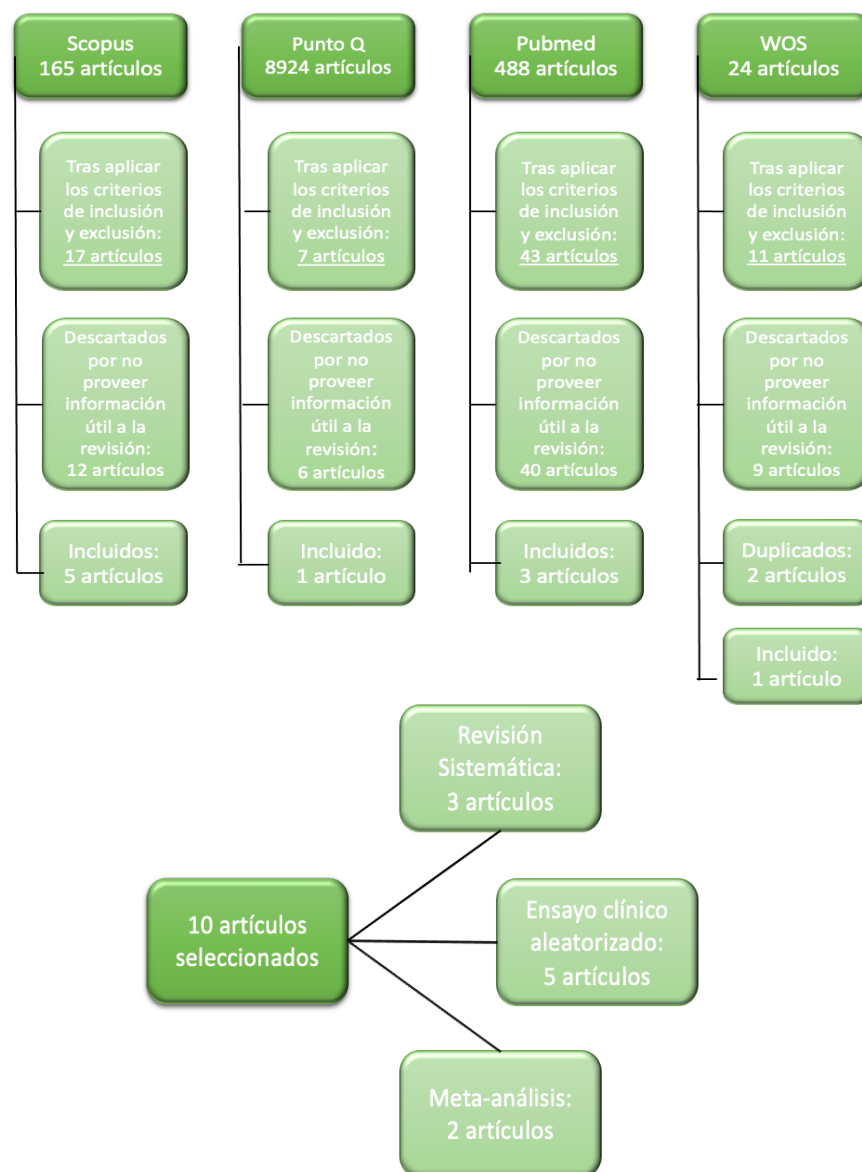 Scopus
165 artículos
Tras aplicar
los criterios
de inclusión
y exclusión:
17 artículos
Descartados
por no
proveer
información
útil a la
revisión:
12 artículos
Incluidos:
5 artículos
Punto Q
8924 artículos
Tras aplicar
los criterios
de inclusión
y exclusión:
7 artículos
Descartados
por no
proveer
información
útil a la
revisión:
6 artículos
Incluido:
1 artículo
Pubmed
488 artículos
Tras aplicar
los criterios
de inclusión
y exclusión:
43 artículos
Descartados
por no
proveer
información
útil a la
revisión:
40 artículos
Incluidos:
3 artículos
WOS
24 artículos
Tras aplicar
los criterios
de inclusión
y exclusión:
11 artículos
Descartados
por no
proveer
información
útil a la
revisión:
9 artículos
Duplicados:
2 artículos
Incluido:
1 artículo
10 artículos
seleccionados
Revisión
Sistemática:
3 artículos
Ensayo clínico
aleatorizado:
5 artículos
Meta-análisis:
2 artículos